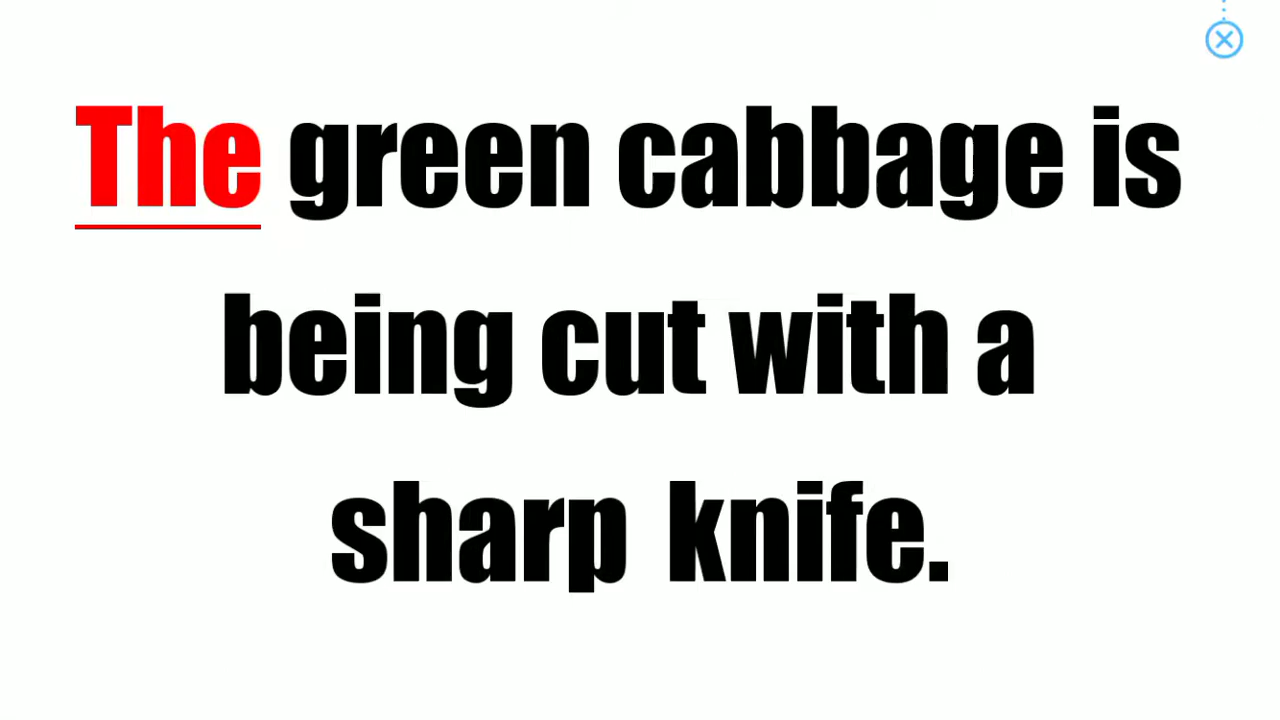 The green cabbage is
being cut with a
sharp knife.